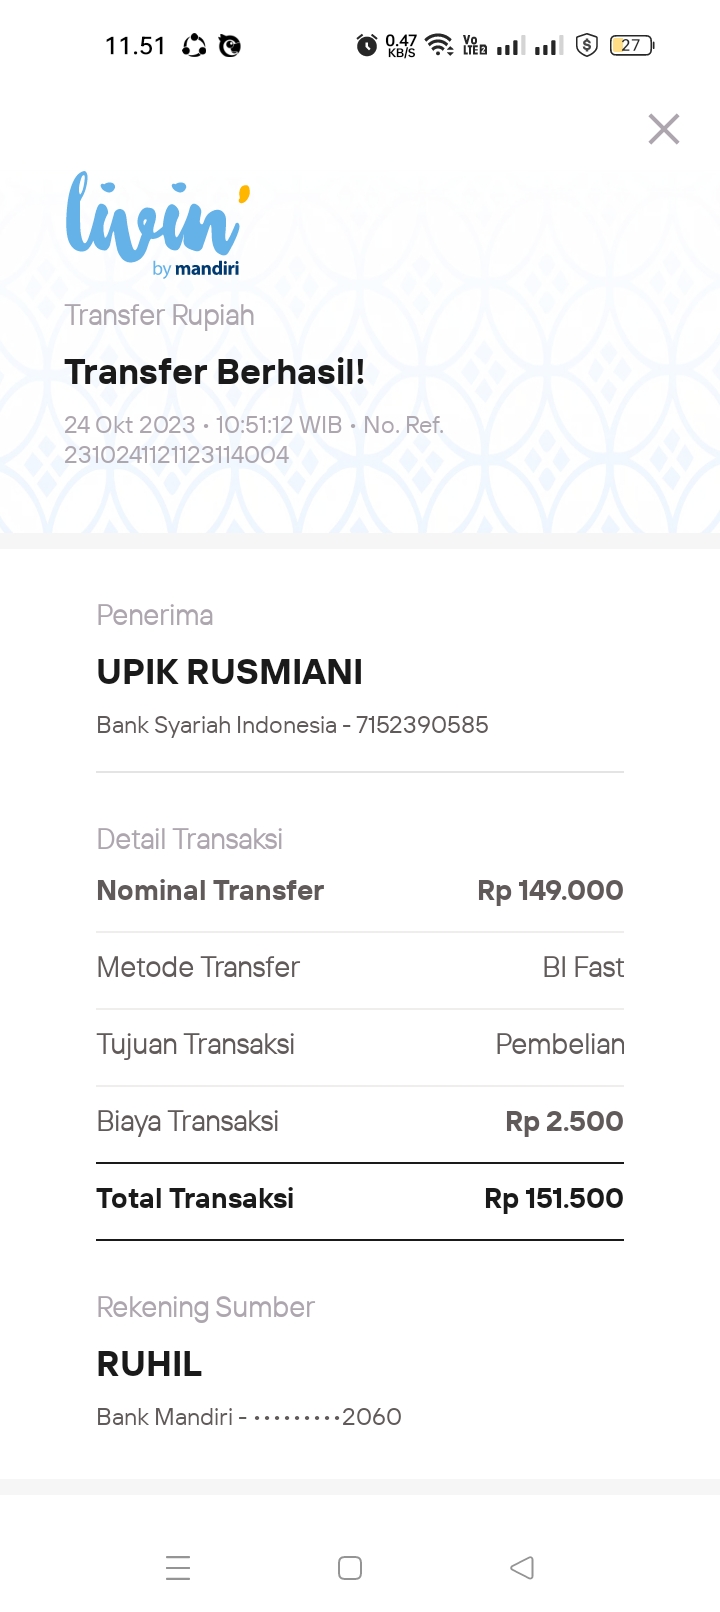 11.51 0.47 KB/S Vo LTE2 27
livin'
by mandiri
Transfer Rupiah
Transfer Berhasil!
24 Okt 2023 • 10:51:12 WIB • No. Ref.
2310241121123114004
Penerima
UPIK RUSMIANI
Bank Syariah Indonesia - 7152390585
Detail Transaksi
Nominal Transfer Rp 149.000
Metode Transfer BI Fast
Tujuan Transaksi Pembelian
Biaya Transaksi Rp 2.500
Total Transaksi Rp 151.500
Rekening Sumber
RUHIL
Bank Mandiri - •••••••••2060